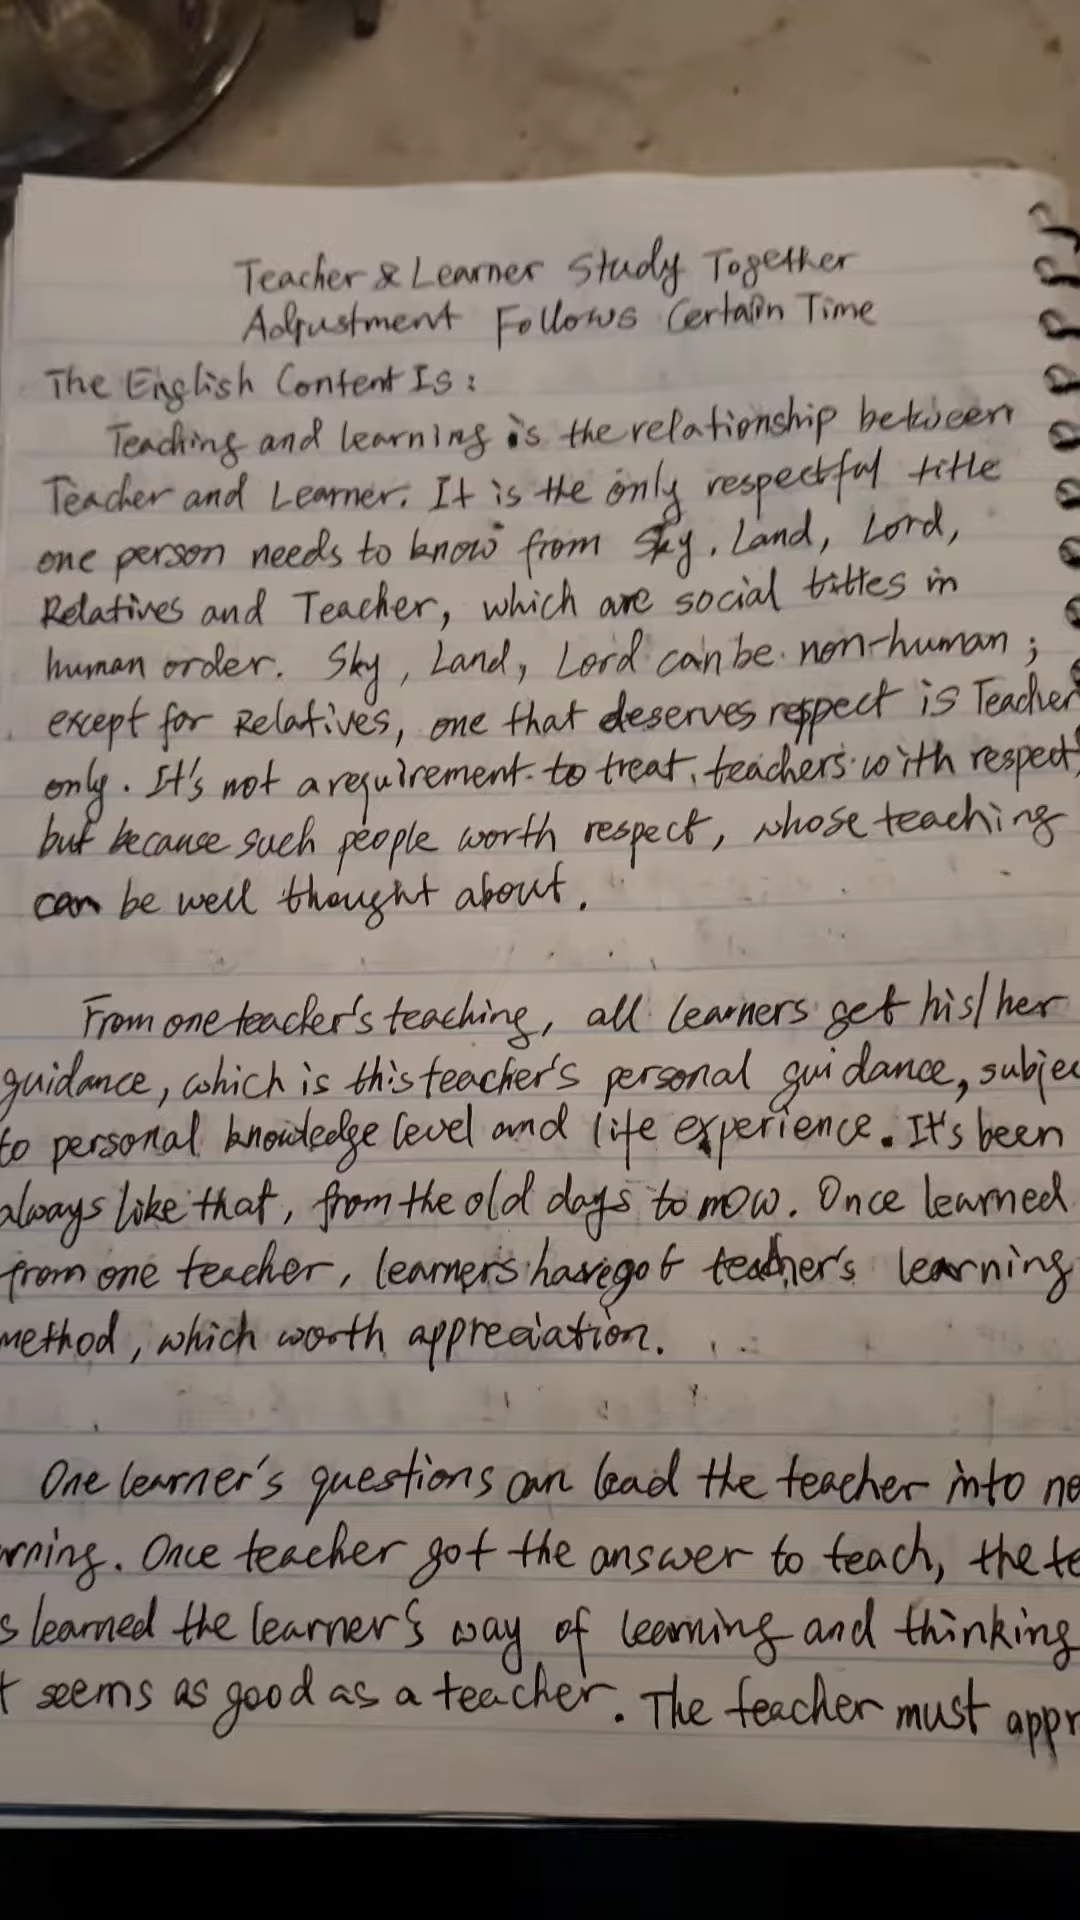 Teacher & Learner Study Together
Adjustment Follows Certain Time
The English Content Is:
Teaching and learning is the relationship between
Teacher and Learner. It is the only respectful title
one person needs to know from Sky, Land, Lord,
Relatives and Teacher, which are social titles in
human order. Sky, Land, Lord can be non-human;
except for Relatives, one that deserves respect is Teacher
only. It's not a requirement to treat teachers with respect,
but because such people worth respect, whose teaching
can be well thought about.
From one teacher's teaching, all learners get his/her
guidance, which is this teacher's personal guidance, subjec
to personal knowledge level and life experience. It's been
always like that, from the old days to now. Once learned
from one teacher, learners have got teacher's learning
method, which worth appreciation.
One learner's questions can lead the teacher into ne
rning. Once teacher got the answer to teach, the te
s learned the learner's way of learning and thinking
t seems as good as a teacher. The teacher must appr